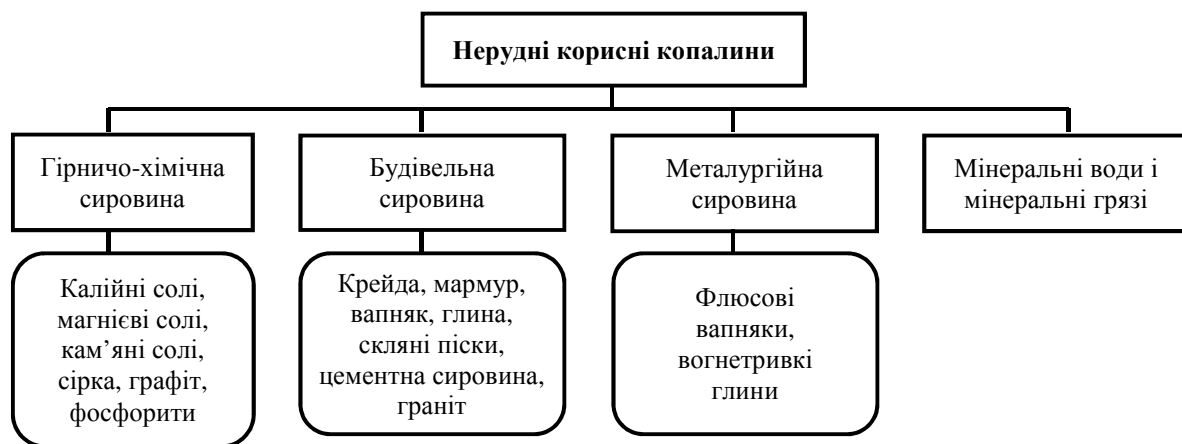 Нерудні корисні копалини
Гірничо-хімічна
сировина
Будівельна
сировина
Металургійна
сировина
Мінеральні води і
мінеральні грязі
Калійні солі,
магнієві солі,
кам’яні солі,
сірка, графіт,
фосфорити
Крейда, мармур,
вапняк, глина,
скляні піски,
цементна сировина,
граніт
Флюсові
вапняки,
вогнетривкі
глини